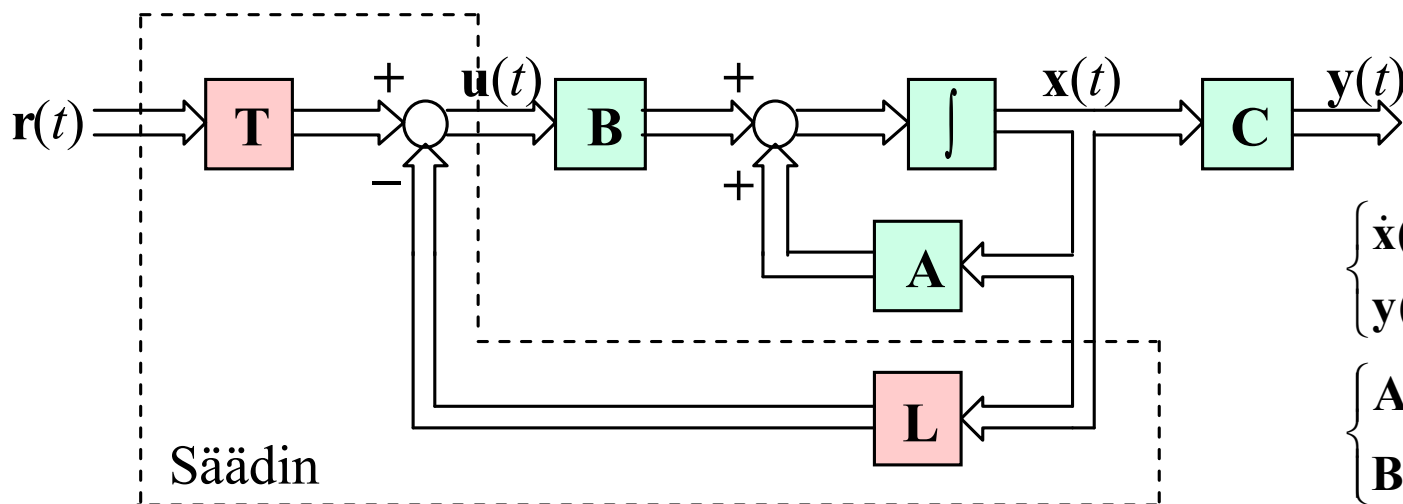 r(t)
T
+
−
u(t)
B
+
+
∫
x(t)
C
y(t)
A
L
Säädin
ẋ(
y(
A
B